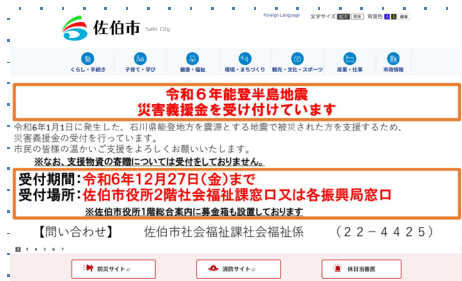 Foreign Language 文字サイズ 拡大 標準 背景色 A A 標準
佐伯市 Saiki City
くらし・手続き 子育て・学び 健康・福祉 環境・まちづくり 観光・文化・スポーツ 産業・仕事 市政情報
令和６年能登半島地震
災害義援金を受け付けています
令和6年1月1日に発生した、石川県能登地方を震源とする地震で被災された方を支援するため、
災害義援金の受付を行っています。
市民の皆様の温かいご支援をよろしくお願いいたします。
※なお、支援物資の寄贈については受付をしておりません。
受付期間：令和6年12月27日(金)まで
受付場所：佐伯市役所2階社会福祉課窓口又は各振興局窓口
※佐伯市役所1階総合案内に募金箱も設置しております
【問い合わせ】 佐伯市社会福祉課社会福祉係 （２２－４４２５）
3 4 5 6 7
防災サイト 消防サイト 休日当番医